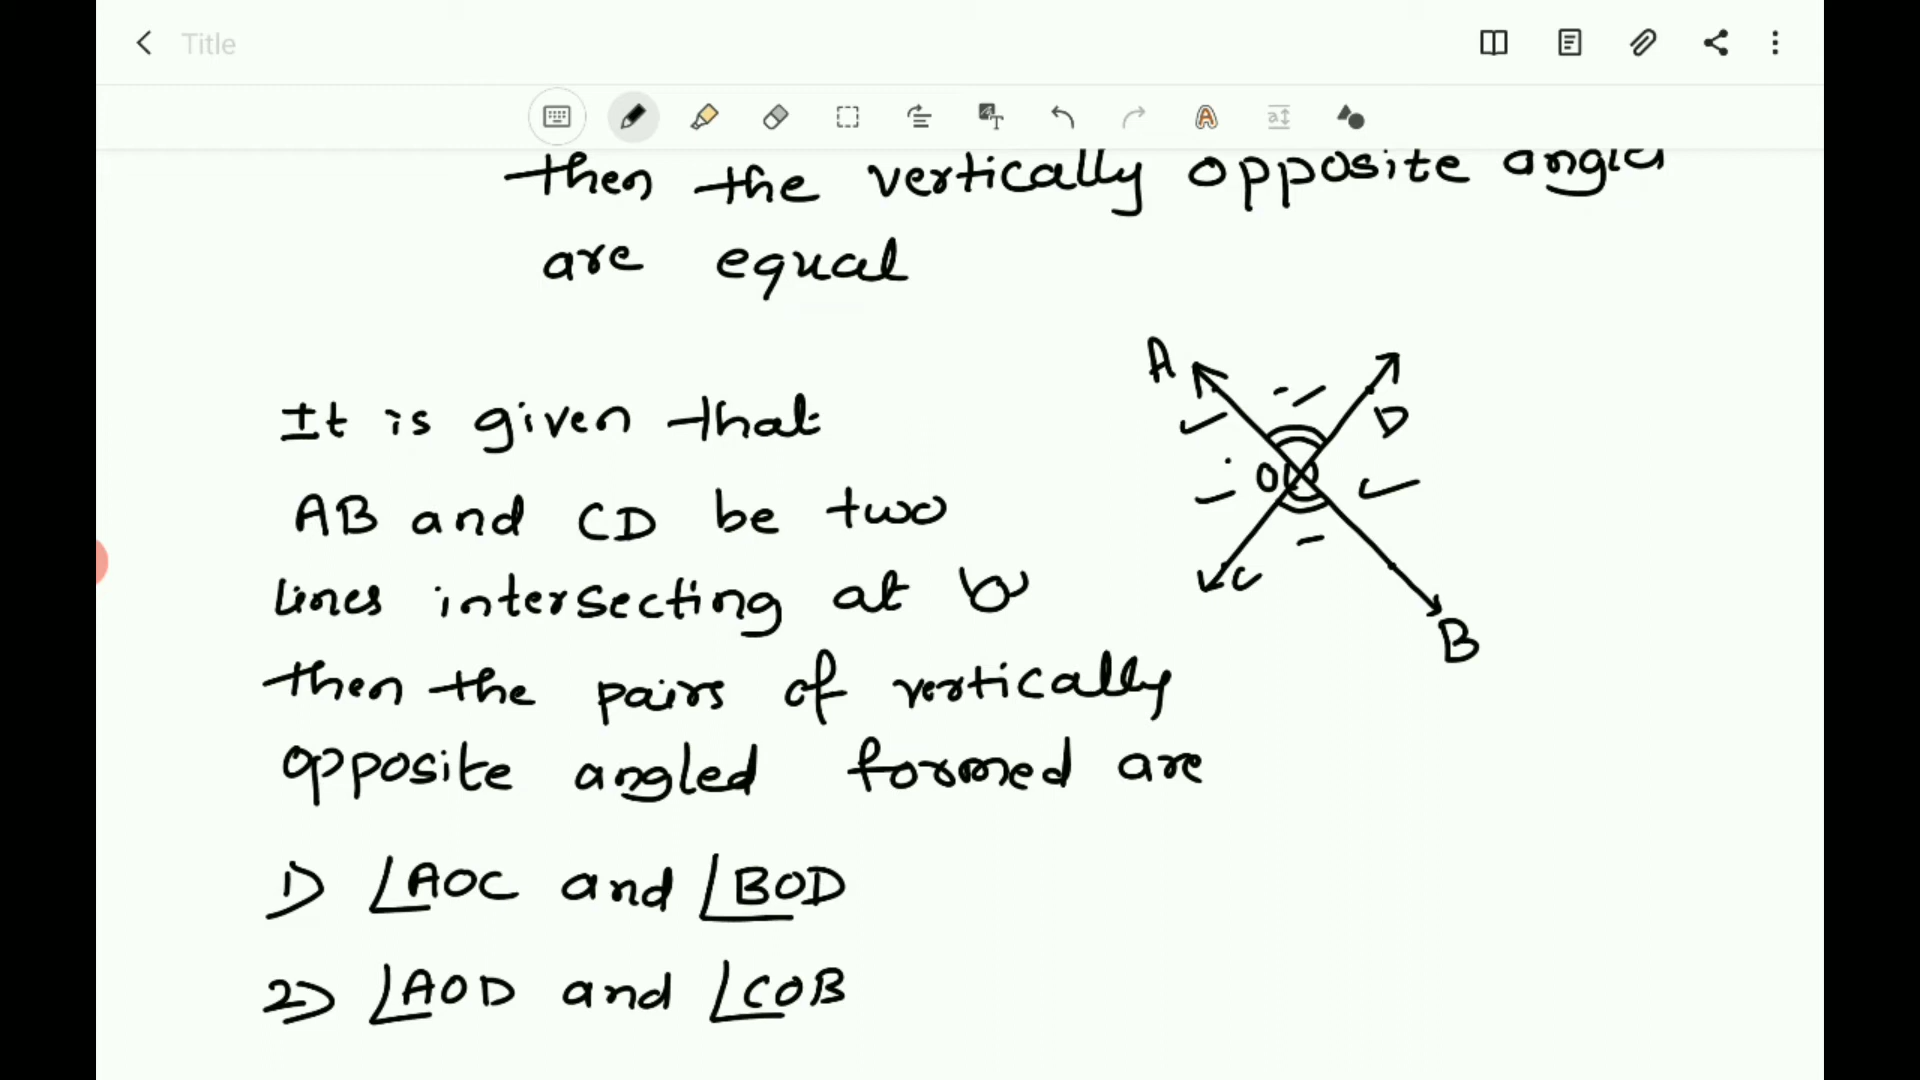 Title
then the vertically opposite angles
are equal
It is given that
AB and CD be two
lines intersecting at O
then the pairs of vertically
opposite angled formed are
1) ∠AOC and ∠BOD
2) ∠AOD and ∠COB
A
D
O
C
B